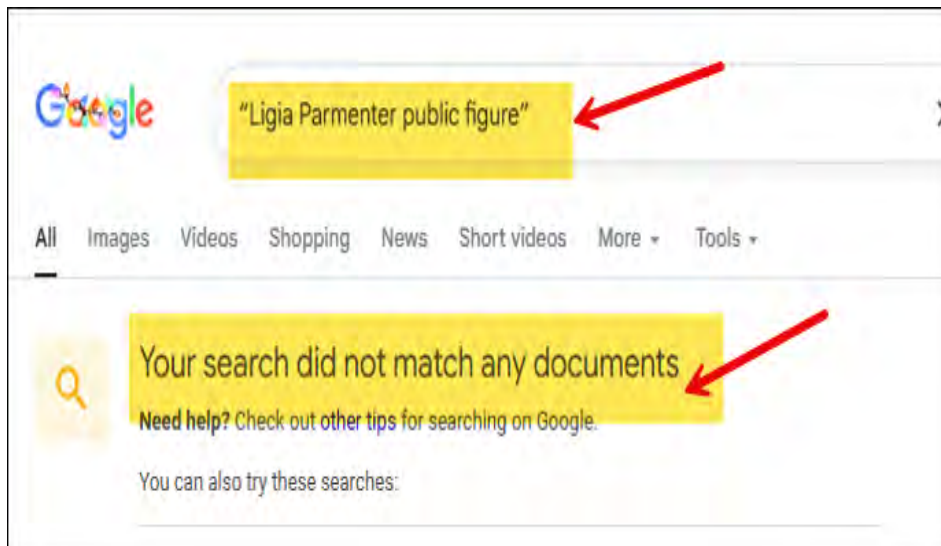 Google
“Ligia Parmenter public figure”
All Images Videos Shopping News Short videos More Tools
Your search did not match any documents
Need help? Check out other tips for searching on Google.
You can also try these searches: